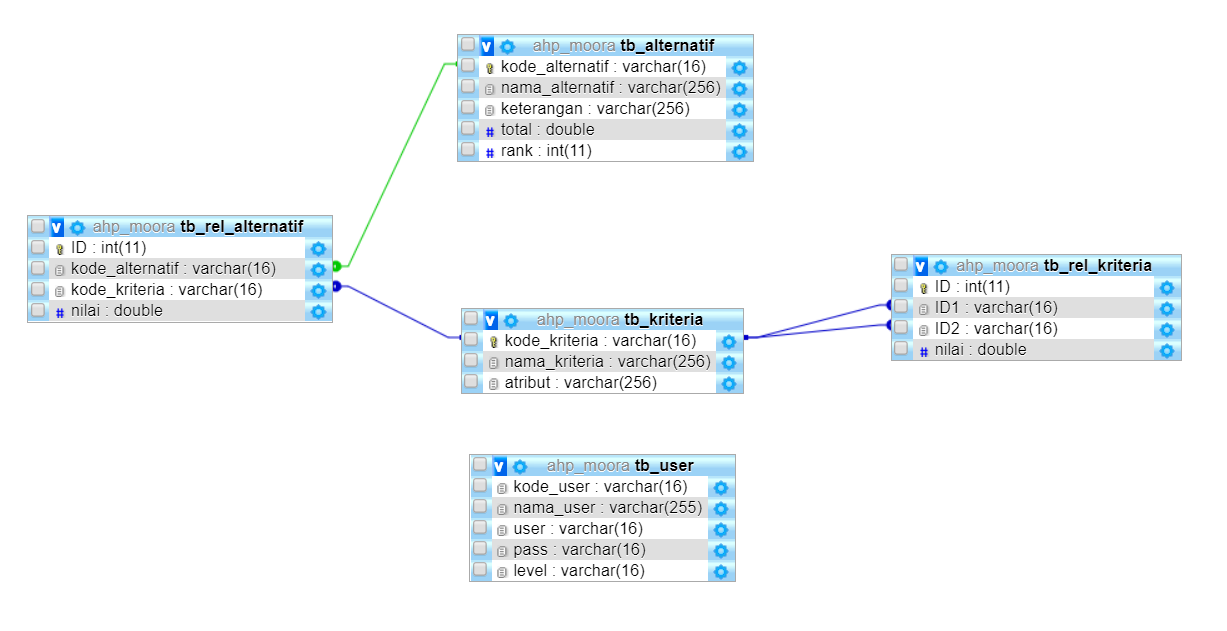 v ahp_moora tb_alternatif
kode_alternatif : varchar(16)
nama_alternatif : varchar(256)
keterangan : varchar(256)
# total : double
# rank : int(11)
v ahp_moora tb_rel_alternatif
ID : int(11)
kode_alternatif : varchar(16)
kode_kriteria : varchar(16)
# nilai : double
v ahp_moora tb_kriteria
kode_kriteria : varchar(16)
nama_kriteria : varchar(256)
atribut : varchar(256)
v ahp_moora tb_rel_kriteria
ID : int(11)
ID1 : varchar(16)
ID2 : varchar(16)
# nilai : double
v ahp_moora tb_user
kode_user : varchar(16)
nama_user : varchar(255)
user : varchar(16)
pass : varchar(16)
level : varchar(16)